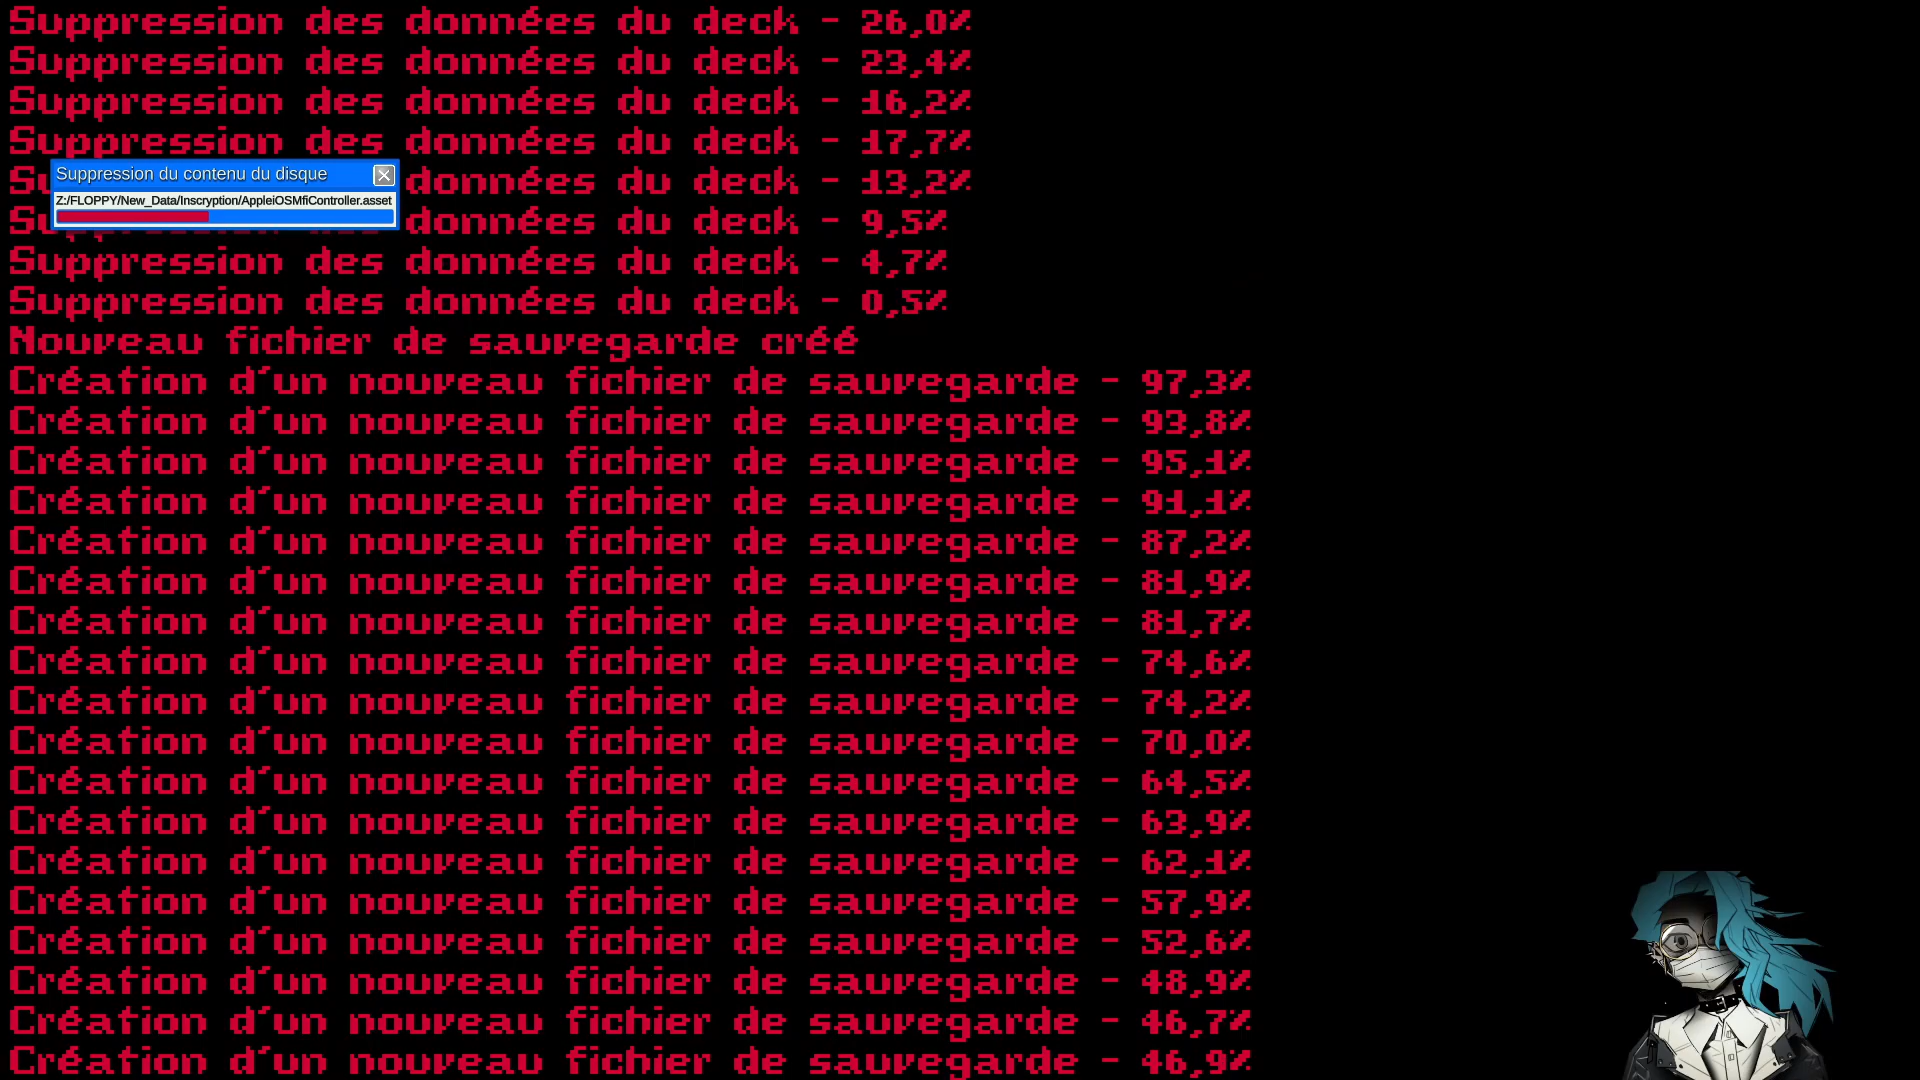 Suppression des données du deck - 26,0%
Suppression des données du deck - 23,4%
Suppression des données du deck - 16,2%
Suppression des données du deck - 17,7%
Suppression du contenu du disque
Z:/FLOPPY/New_Data/Inscryption/AppleiOSMfiController.asset
données du deck - 13,2%
données du deck - 9,5%
Suppression des données du deck - 4,7%
Suppression des données du deck - 0,5%
Nouveau fichier de sauvegarde créé
Création d'un nouveau fichier de sauvegarde - 97,3%
Création d'un nouveau fichier de sauvegarde - 93,8%
Création d'un nouveau fichier de sauvegarde - 95,1%
Création d'un nouveau fichier de sauvegarde - 91,1%
Création d'un nouveau fichier de sauvegarde - 87,2%
Création d'un nouveau fichier de sauvegarde - 81,9%
Création d'un nouveau fichier de sauvegarde - 81,7%
Création d'un nouveau fichier de sauvegarde - 74,6%
Création d'un nouveau fichier de sauvegarde - 74,2%
Création d'un nouveau fichier de sauvegarde - 70,0%
Création d'un nouveau fichier de sauvegarde - 64,5%
Création d'un nouveau fichier de sauvegarde - 63,9%
Création d'un nouveau fichier de sauvegarde - 62,1%
Création d'un nouveau fichier de sauvegarde - 57,9%
Création d'un nouveau fichier de sauvegarde - 52,6%
Création d'un nouveau fichier de sauvegarde - 48,9%
Création d'un nouveau fichier de sauvegarde - 46,7%
Création d'un nouveau fichier de sauvegarde - 46,9%